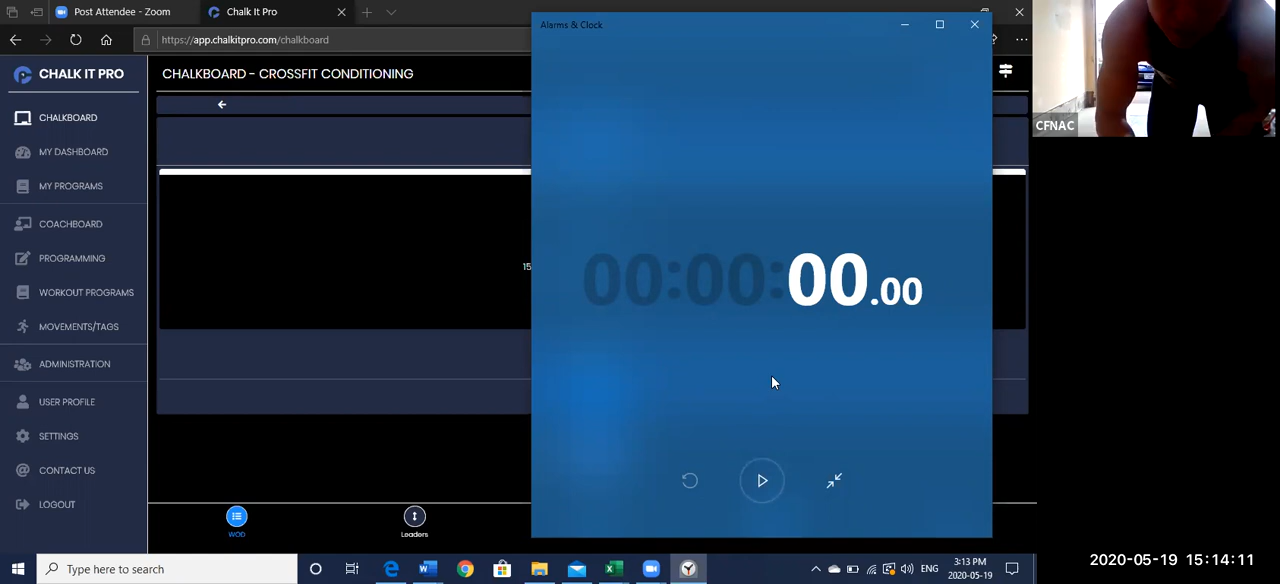 Post Attendee - Zoom
Chalk It Pro
https://app.chalkitpro.com/chalkboard
CHALK IT PRO
CHALKBOARD
MY DASHBOARD
MY PROGRAMS
COACHBOARD
PROGRAMMING
WORKOUT PROGRAMS
MOVEMENTS/TAGS
ADMINISTRATION
USER PROFILE
SETTINGS
CONTACT US
LOGOUT
CHALKBOARD - CROSSFIT CONDITIONING
15
WOD
Leaders
Alarms & Clock
00:00:00.00
CFNAC
Type here to search
ENG
3:13 PM
2020-05-19
2020-05-19 15:14:11